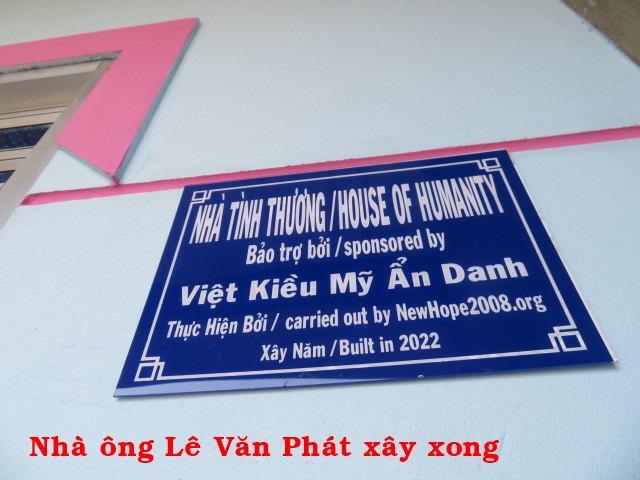 NHÀ TÌNH THƯƠNG / HOUSE OF HUMANITY
Bảo trợ bởi / sponsored by
Việt Kiều Mỹ Ẩn Danh
Thực Hiện Bởi / carried out by NewHope2008.org
Xây Năm / Built in 2022
Nhà ông Lê Văn Phát xây xong